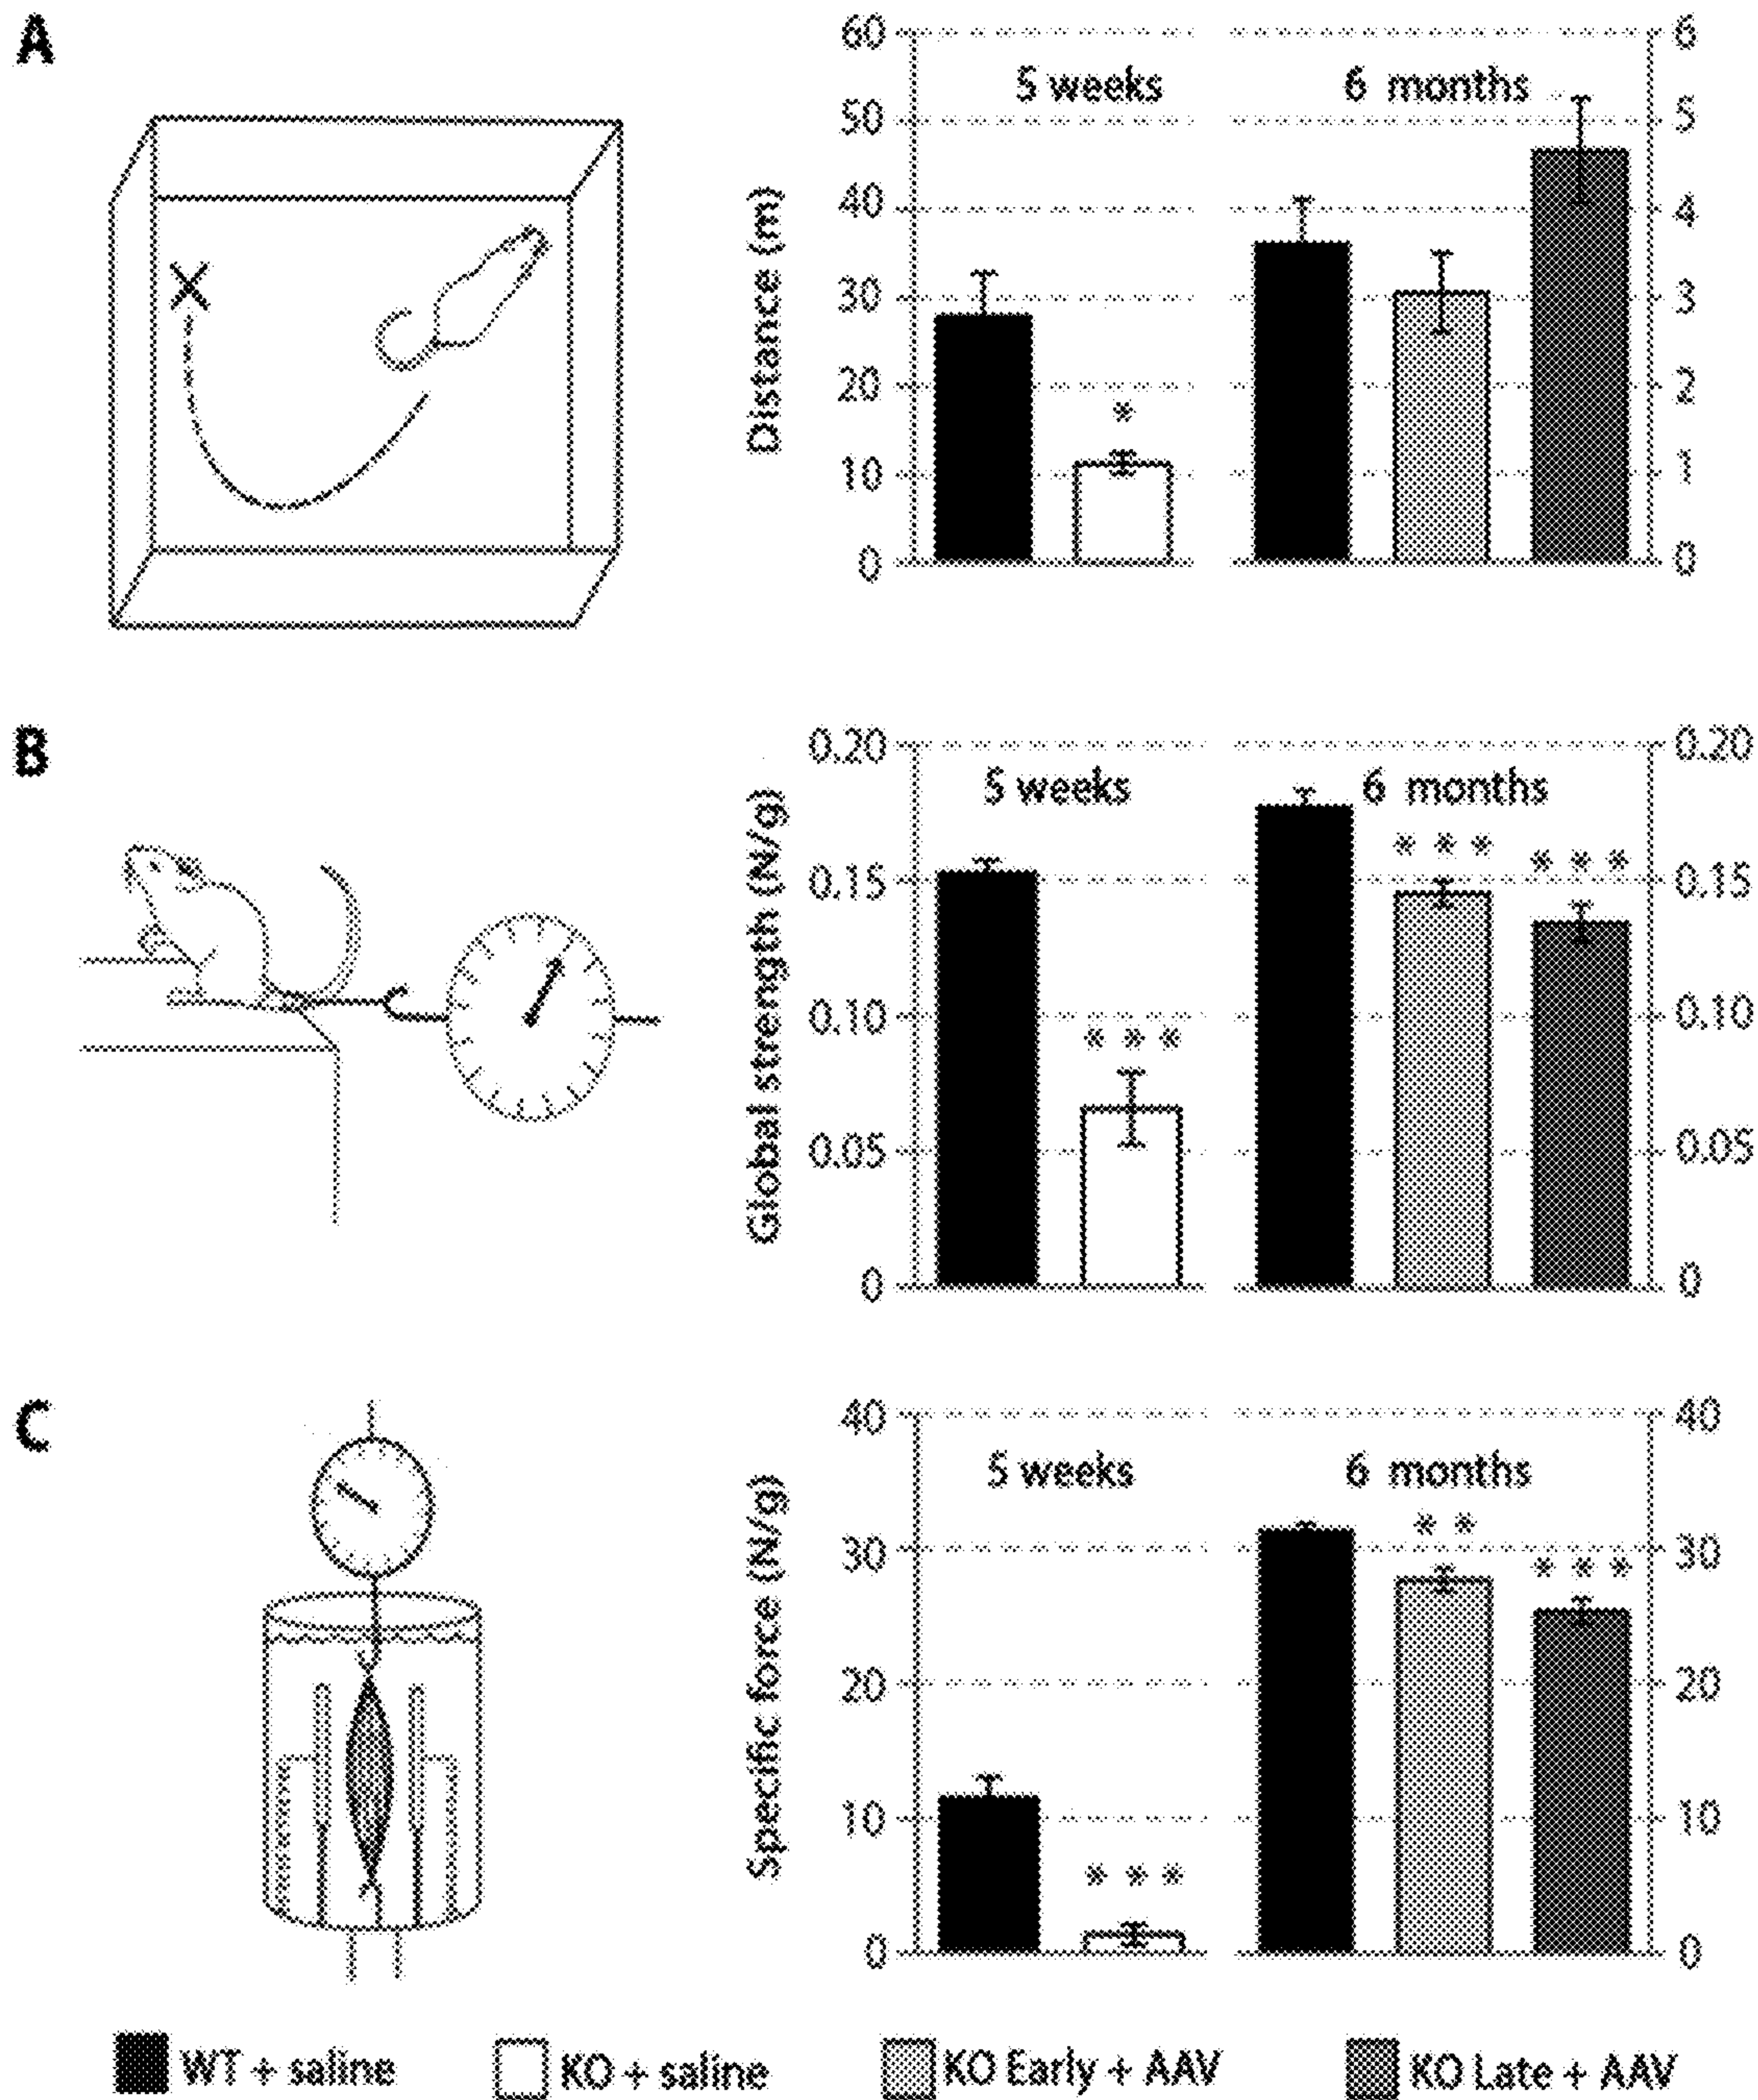 A
Distance (m)
60
50
40
30
20
10
0
5 weeks
6 months
*
6
5
4
3
2
1
0
B
Global strength (N/g)
0.20
0.15
0.10
0.05
0
5 weeks
6 months
* * *
* * *
* * *
0.20
0.15
0.10
0.05
0
C
Specific force (N/g)
40
30
20
10
0
5 weeks
6 months
* *
* * *
* * *
40
30
20
10
0
WT + saline KO + saline KO Early + AAV KO Late + AAV